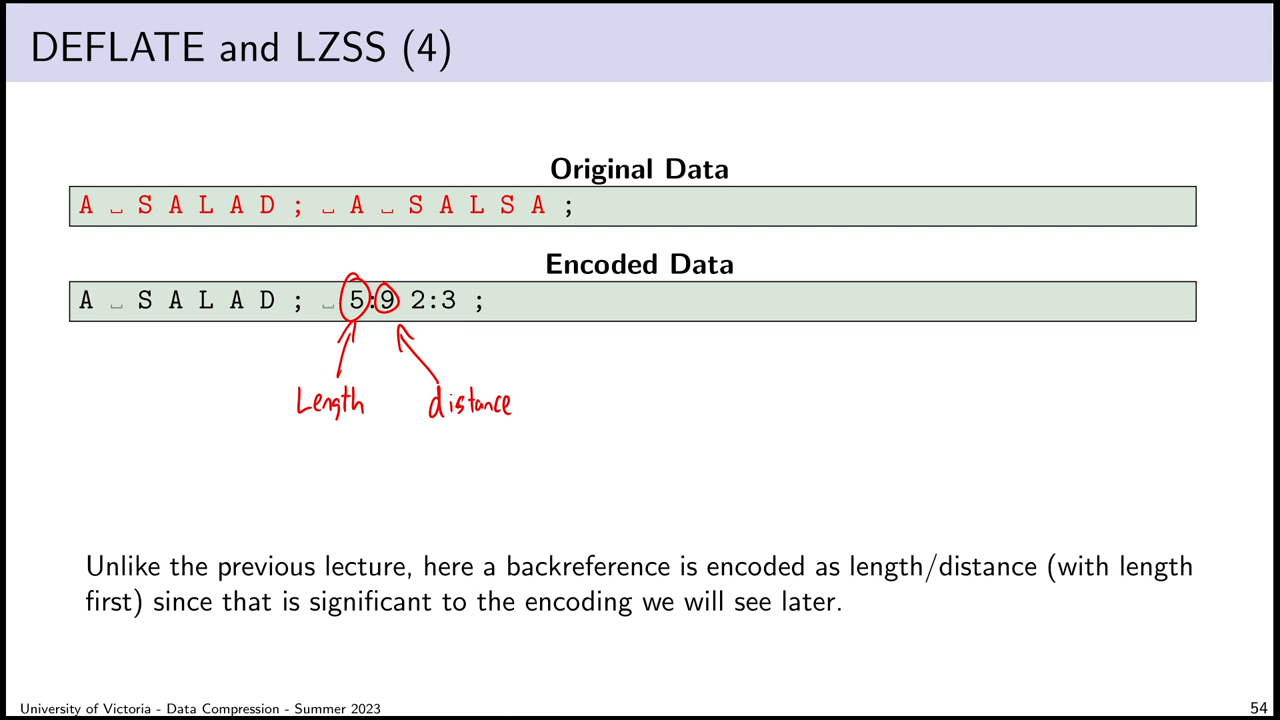 DEFLATE and LZSS (4)
Original Data
A ␣ S A L A D ; ␣ A ␣ S A L S A ;
Encoded Data
A ␣ S A L A D ; ␣ 5:9 2:3 ;
Length distance
Unlike the previous lecture, here a backreference is encoded as length/distance (with length
first) since that is significant to the encoding we will see later.
University of Victoria - Data Compression - Summer 2023 54